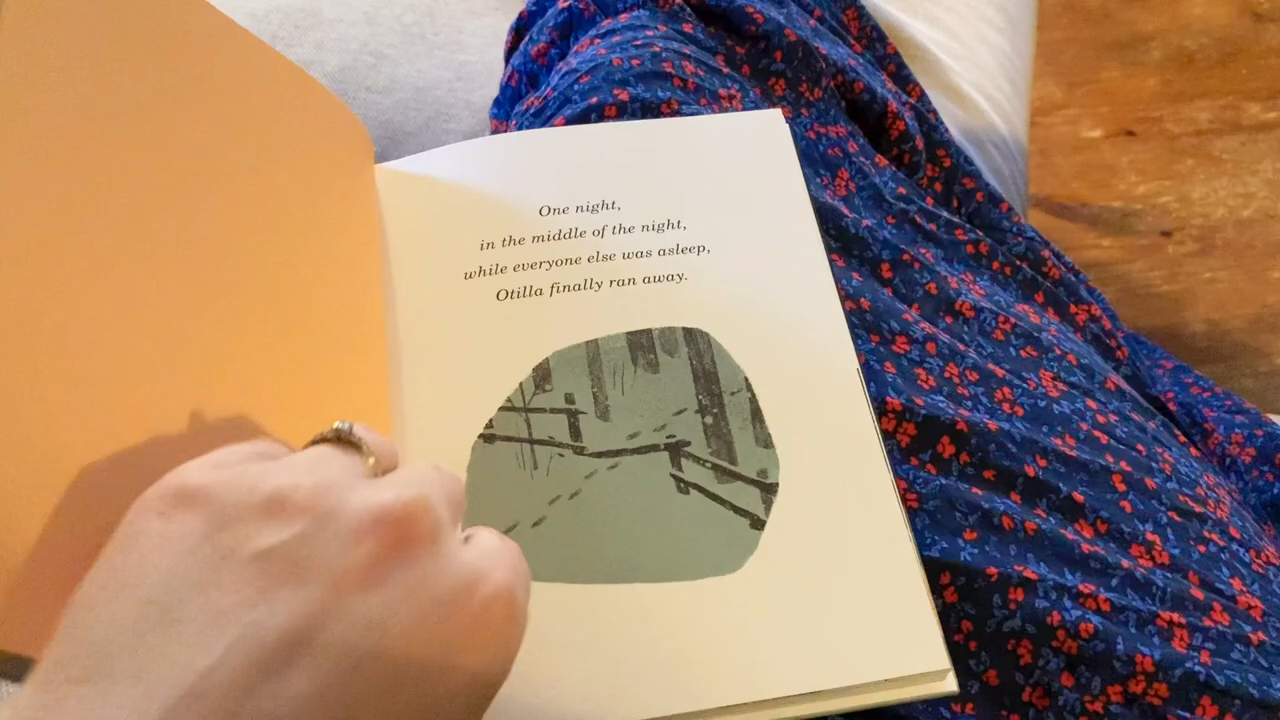 One night,
in the middle of the night,
while everyone else was asleep,
Otilla finally ran away.